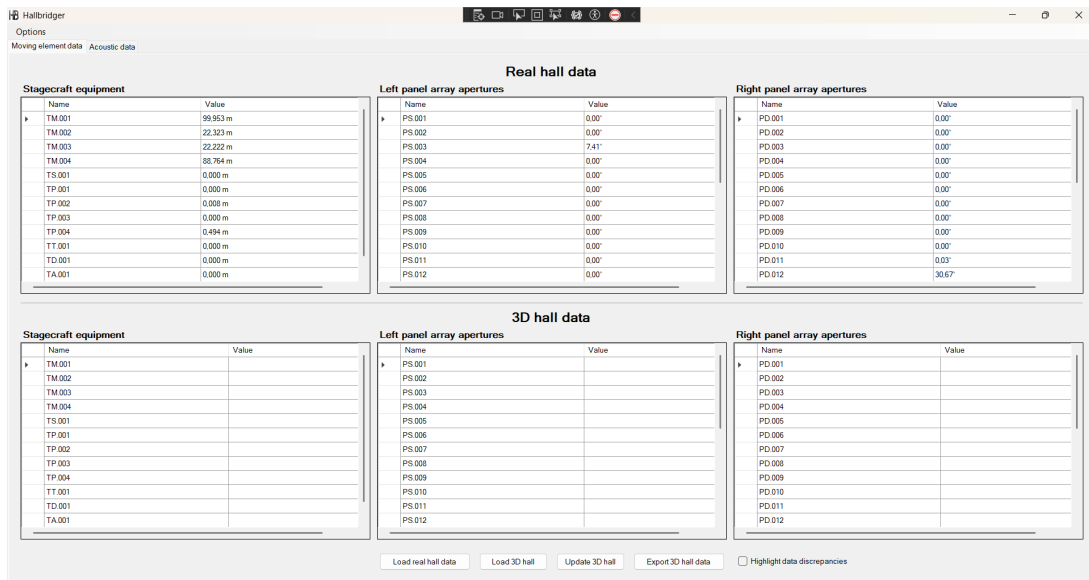 HB Hallbridger
Options
Moving element data Acoustic data
Real hall data
Stagecraft equipment Left panel array apertures Right panel array apertures
Name Value Name Value Name Value
TM.001 99,953 m PS.001 0,00° PD.001 0,00°
TM.002 22,323 m PS.002 0,00° PD.002 0,00°
TM.003 22,222 m PS.003 7,41° PD.003 0,00°
TM.004 88,764 m PS.004 0,00° PD.004 0,00°
TS.001 0,000 m PS.005 0,00° PD.005 0,00°
TP.001 0,000 m PS.006 0,00° PD.006 0,00°
TP.002 0,008 m PS.007 0,00° PD.007 0,00°
TP.003 0,000 m PS.008 0,00° PD.008 0,00°
TP.004 0,494 m PS.009 0,00° PD.009 0,00°
TT.001 0,000 m PS.010 0,00° PD.010 0,00°
TD.001 0,000 m PS.011 0,00° PD.011 0,03°
TA.001 0,000 m PS.012 0,00° PD.012 30,67°
3D hall data
Stagecraft equipment Left panel array apertures Right panel array apertures
Name Value Name Value Name Value
TM.001 PS.001 PD.001
TM.002 PS.002 PD.002
TM.003 PS.003 PD.003
TM.004 PS.004 PD.004
TS.001 PS.005 PD.005
TP.001 PS.006 PD.006
TP.002 PS.007 PD.007
TP.003 PS.008 PD.008
TP.004 PS.009 PD.009
TT.001 PS.010 PD.010
TD.001 PS.011 PD.011
TA.001 PS.012 PD.012
Load real hall data Load 3D hall Update 3D hall Export 3D hall data Highlight data discrepancies